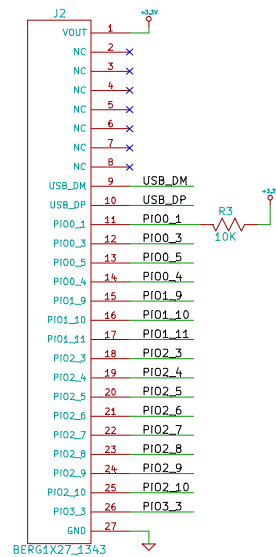 J2
+3.3V
VOUT 1
NC 2
NC 3
NC 4
NC 5
NC 6
NC 7
NC 8
USB_DM 9 USB_DM
USB_DP 10 USB_DP
+3.3
PIO0_1 11 PIO0_1 R3
10K
PIO0_3 12 PIO0_3
PIO0_5 13 PIO0_5
PIO0_4 14 PIO0_4
PIO1_9 15 PIO1_9
PIO1_10 16 PIO1_10
PIO1_11 17 PIO1_11
PIO2_3 18 PIO2_3
PIO2_4 19 PIO2_4
PIO2_5 20 PIO2_5
PIO2_6 21 PIO2_6
PIO2_7 22 PIO2_7
PIO2_8 23 PIO2_8
PIO2_9 24 PIO2_9
PIO2_10 25 PIO2_10
PIO3_3 26 PIO3_3
GND 27
BERG1X27_1343